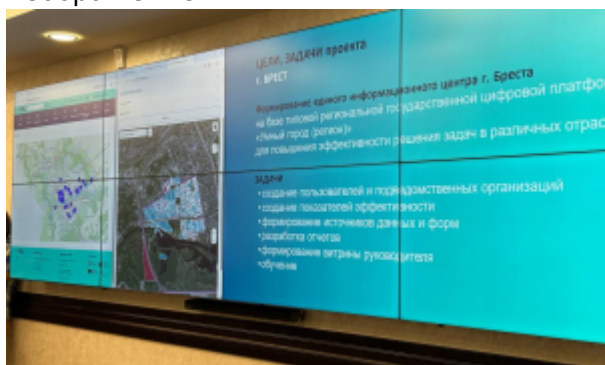 ЦЕЛИ, ЗАДАЧИ проекта
г. БРЕСТ
Формирование единого информационного центра г. Бреста
на базе типовой региональной государственной цифровой платфо
«Умный город (регион)»
для повышения эффективности решения задач в различных отрас
ЗАДАЧИ
•создание пользователей и подведомственных организаций
•создание показателей эффективности
•формирование источников данных и форм
•разработка отчетов
•формирование витрины руководителя
•обучение